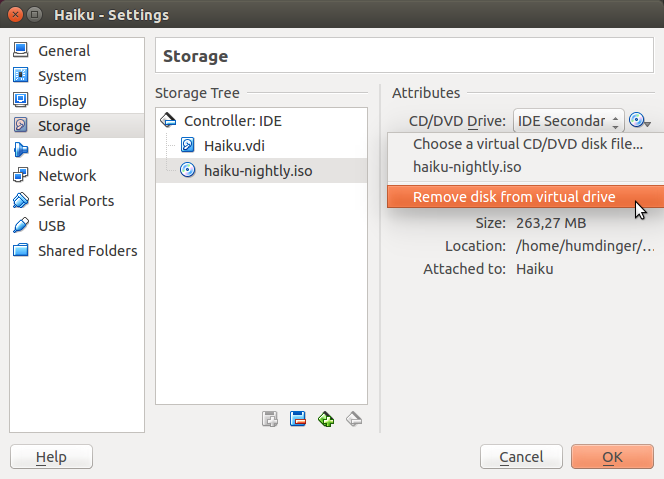 Haiku - Settings
General
System
Display
Storage
Audio
Network
Serial Ports
USB
Shared Folders
Storage
Storage Tree
Controller: IDE
Haiku.vdi
haiku-nightly.iso
Attributes
CD/DVD Drive: IDE Secondar
Choose a virtual CD/DVD disk file...
haiku-nightly.iso
Remove disk from virtual drive
Size: 263,27 MB
Location: /home/humdinger/...
Attached to: Haiku
Help
Cancel
OK